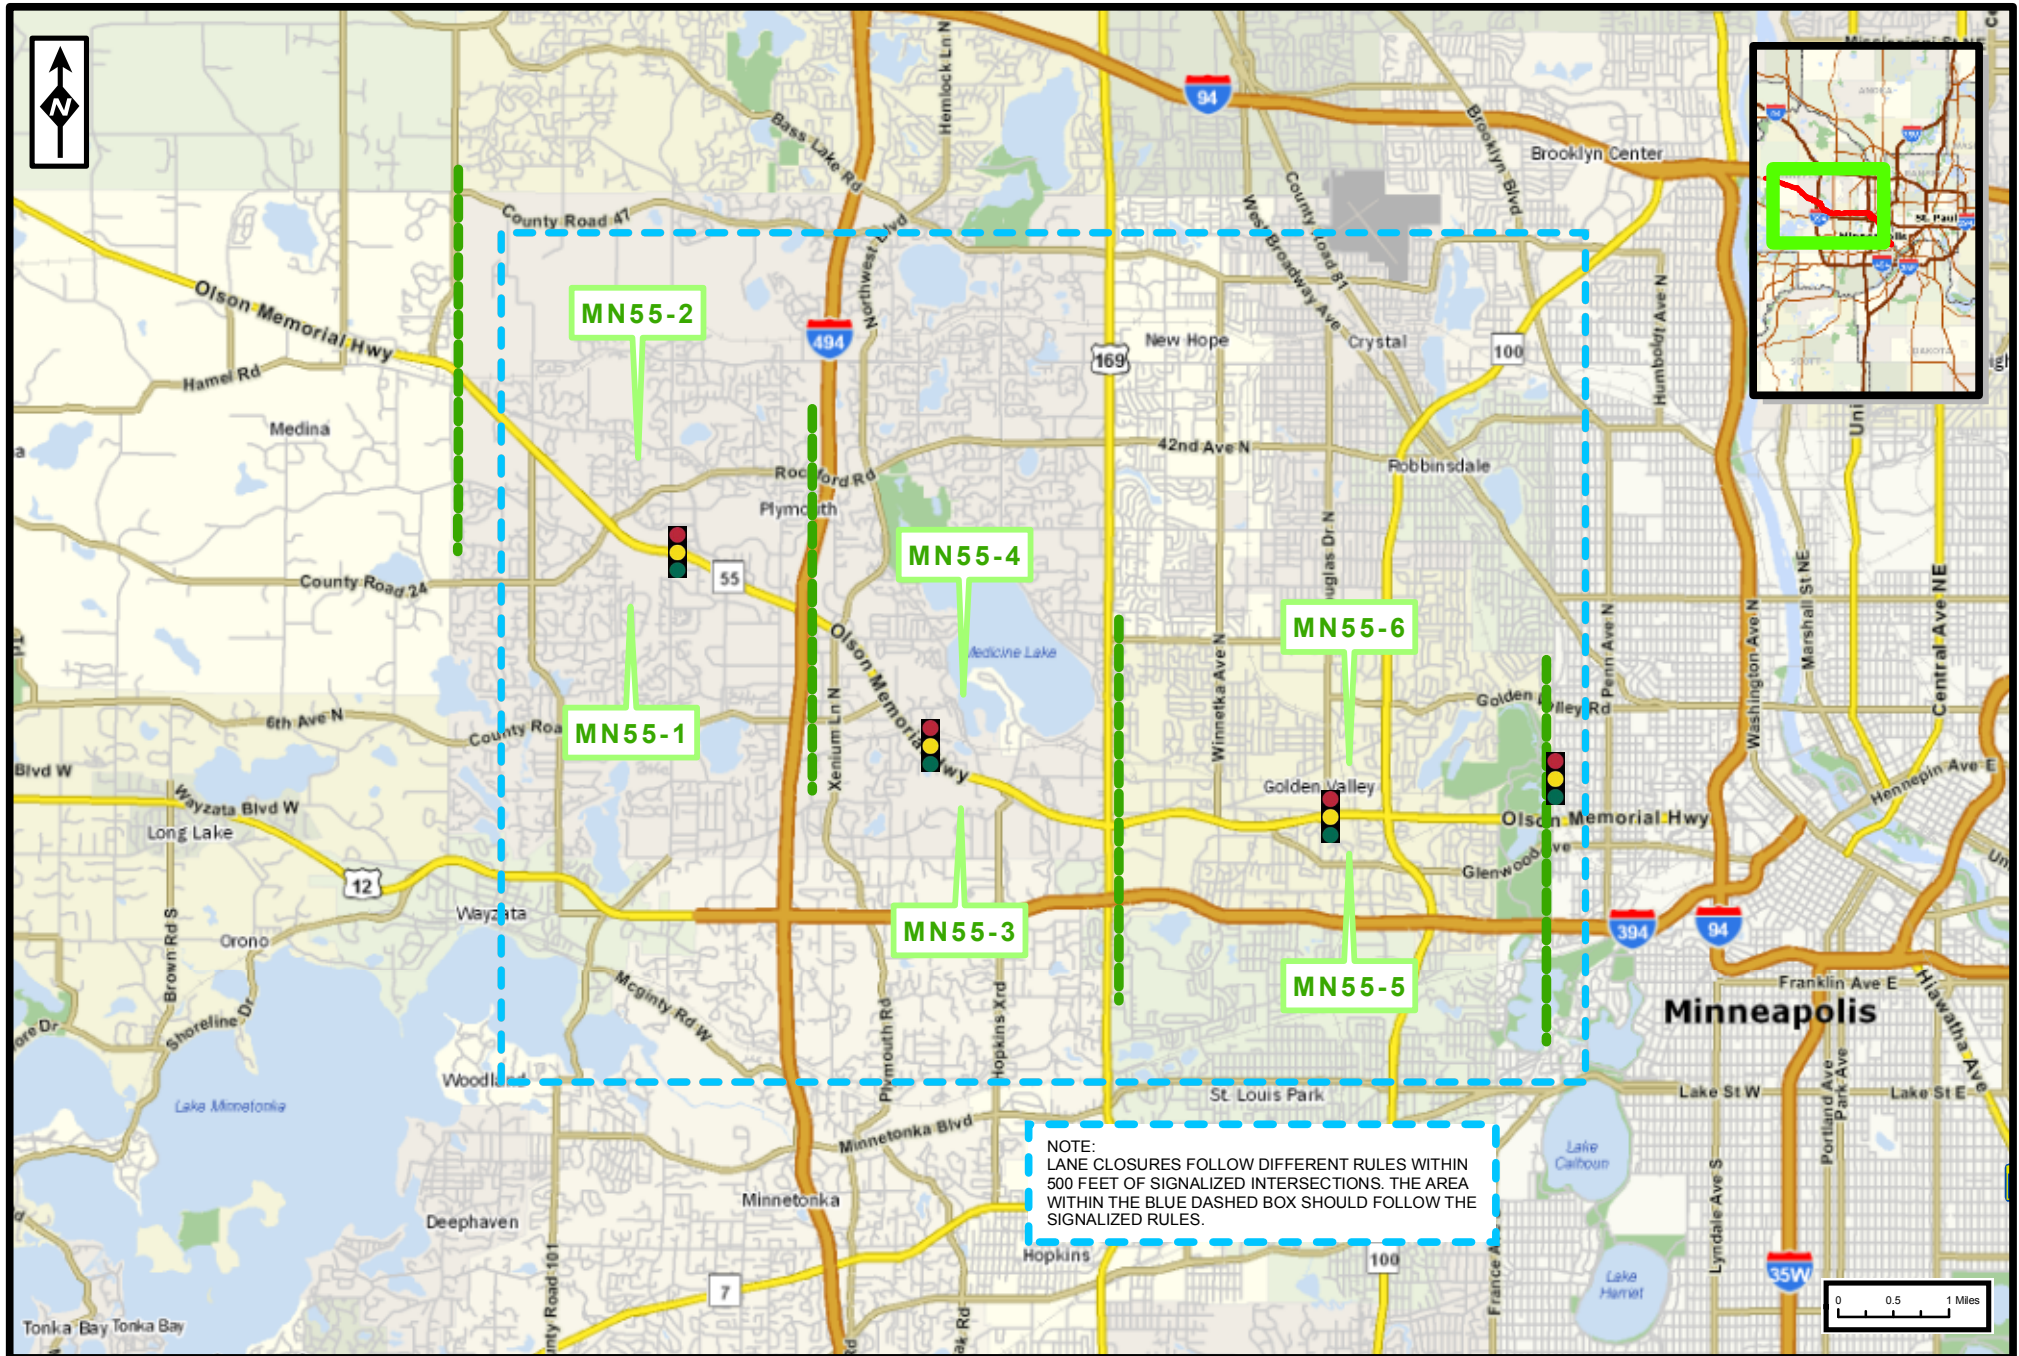 N
94
Brooklyn Center
Bass Lake Rd
Hemlock Ln N
County Road 47
Northwest Blvd
Brooklyn Blvd
County Road 81
West Broadway Ave
Olson Memorial Hwy
MN55-2
494
169
New Hope
Crystal
100
Humboldt Ave N
Hamel Rd
Medina
Rockford Rd
42nd Ave N
Robbinsdale
Plymouth
55
MN55-4
County Road 24
Olson Memorial Hwy
Medicine Lake
MN55-6
Winnetka Ave N
Golden Valley Rd
Penn Ave N
Washington Ave N
Marshall St NE
Central Ave NE
6th Ave N
County Roa
MN55-1
Xenium Ln N
Blvd W
Wayzata Blvd W
Long Lake
Golden Valley
Olson Memorial Hwy
Hennepin Ave E
Glenwood Ave
12
Wayzata
Orono
Brown Rd S
Shoreline Dr
MN55-3
394
94
MN55-5
Franklin Ave E
Minneapolis
Hiawatha Ave
Mcginty Rd W
Plymouth Rd
Hopkins Xrd
Woodland
Lake Minnetonka
St. Louis Park
Lake St W
Lake St E
Portland Ave
Park Ave
Minnetonka Blvd
NOTE:
LANE CLOSURES FOLLOW DIFFERENT RULES WITHIN
500 FEET OF SIGNALIZED INTERSECTIONS. THE AREA
WITHIN THE BLUE DASHED BOX SHOULD FOLLOW THE
SIGNALIZED RULES.
Lake
Calhoun
Minnetonka
Deephaven
Hopkins
100
Lyndale Ave S
35W
7
Lake
Harriet
0 0.5 1 Miles
Tonka Bay Tonka Bay
St. Paul